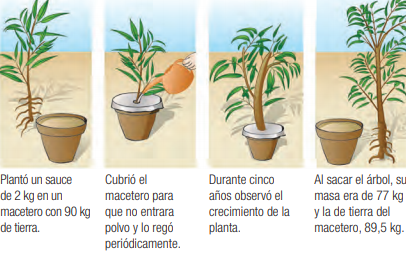 Plantó un sauce
de 2 kg en un
macetero con 90 kg
de tierra.
Cubrió el
macetero para
que no entrara
polvo y lo regó
periódicamente.
Durante cinco
años observó el
crecimiento de la
planta.
Al sacar el árbol, su
masa era de 77 kg
y la de tierra del
macetero, 89,5 kg.